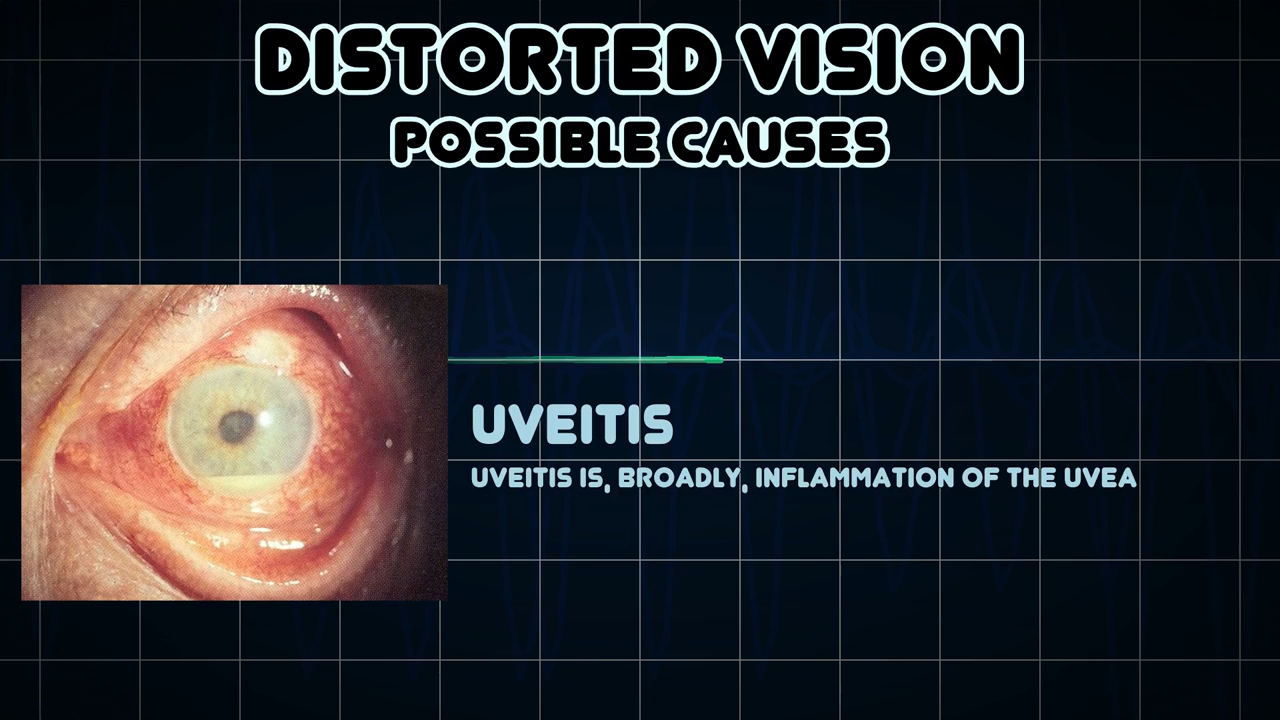 DISTORTED VISION
POSSIBLE CAUSES
UVEITIS
UVEITIS IS, BROADLY, INFLAMMATION OF THE UVEA